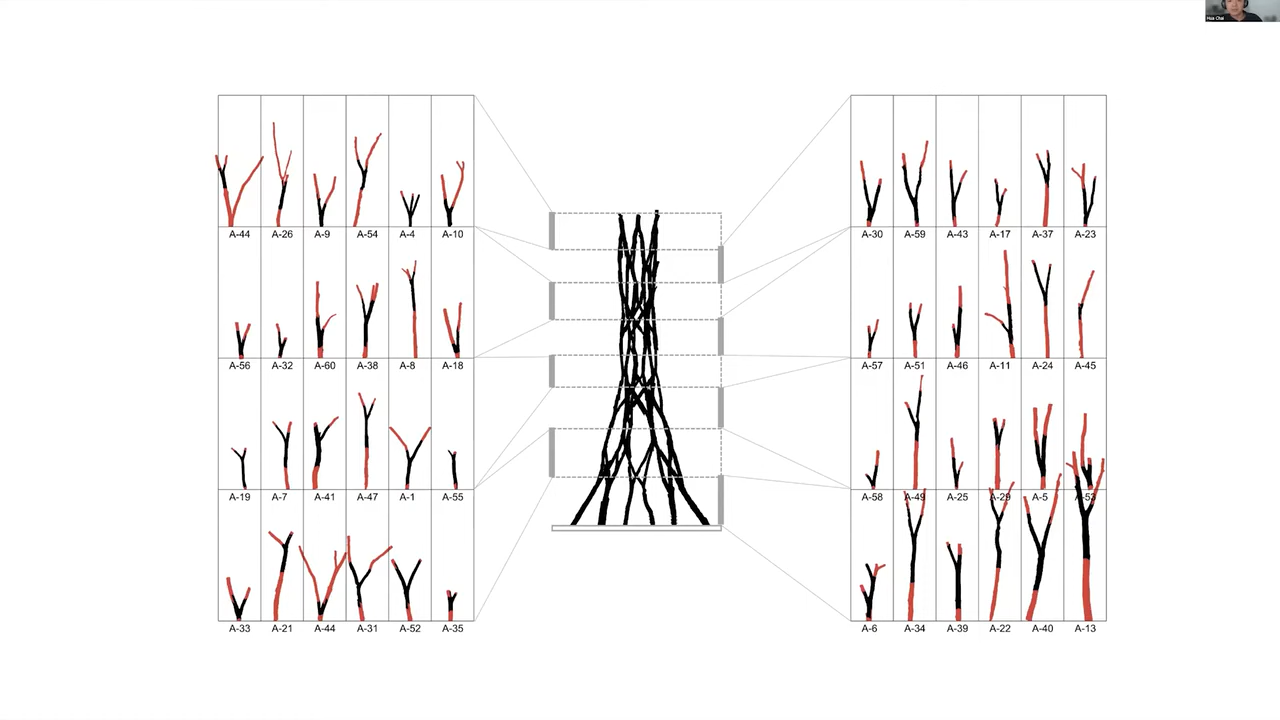 Hua Chai
A-44 A-26 A-9 A-54 A-4 A-10
A-30 A-59 A-43 A-17 A-37 A-23
A-56 A-32 A-60 A-38 A-8 A-18
A-57 A-51 A-46 A-11 A-24 A-45
A-19 A-7 A-41 A-47 A-1 A-55
A-58 A-49 A-25 A-29 A-5 A-53
A-33 A-21 A-44 A-31 A-52 A-35
A-6 A-34 A-39 A-22 A-40 A-13